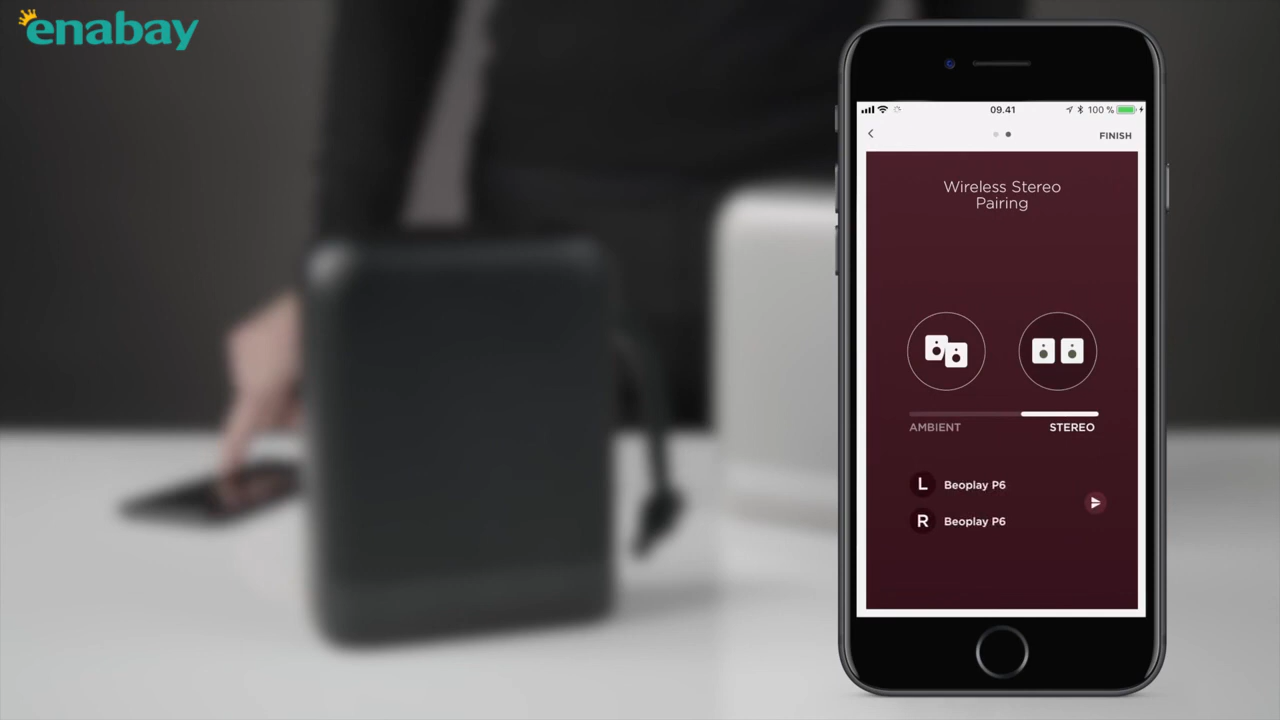 enabay
09.41
100 %
FINISH
Wireless Stereo
Pairing
AMBIENT
STEREO
L Beoplay P6
R Beoplay P6